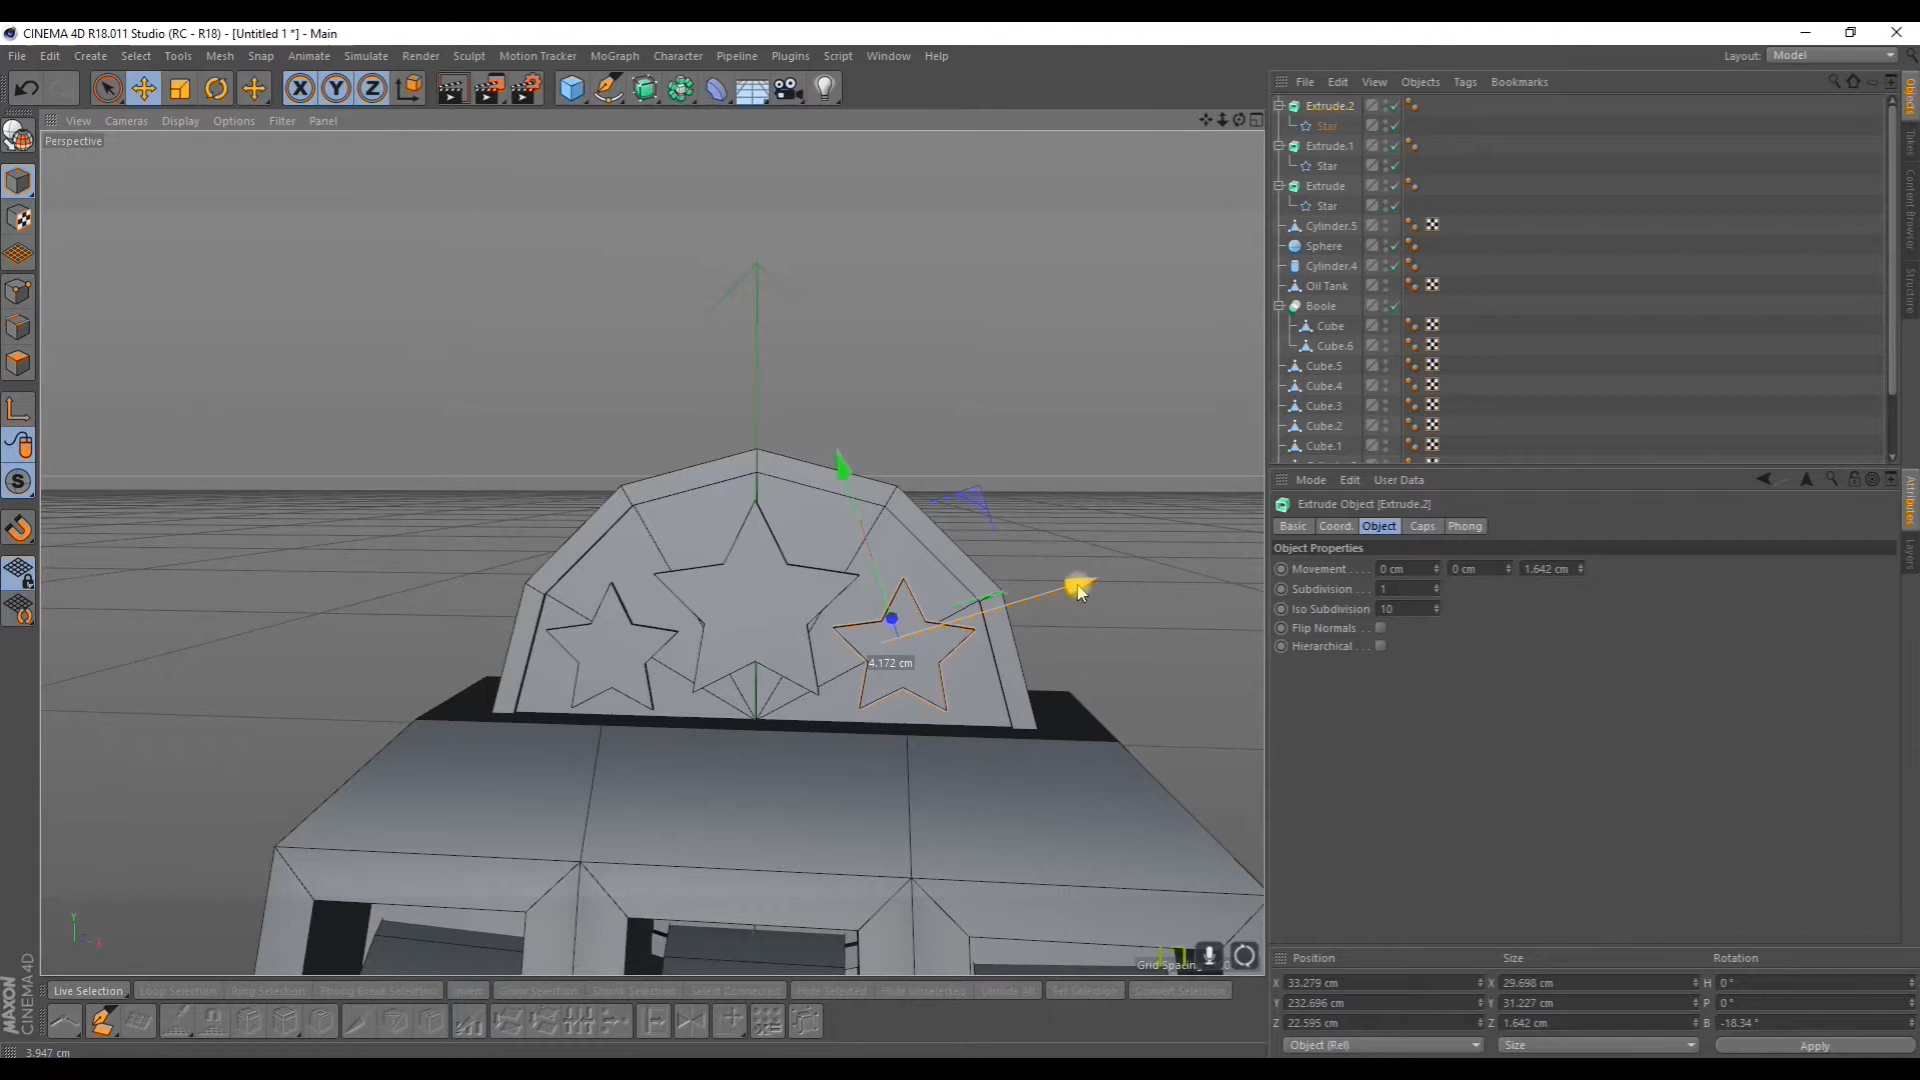 CINEMA 4D R18.011 Studio (RC - R18) - [Untitled 1 *] - Main
File Edit Create Select Tools Mesh Snap Animate Simulate Render Sculpt Motion Tracker MoGraph Character Pipeline Plugins Script Window Help
Layout: Model
View Cameras Display Options Filter Panel
Perspective
File Edit View Objects Tags Bookmarks
Extrude.2
Star
Extrude.1
Star
Extrude
Star
Cylinder.5
Sphere
Cylinder.4
Oil Tank
Boole
Cube
Cube.6
Cube.5
Cube.4
Cube.3
Cube.2
Cube.1
Objects
Takes
Content Browser
Structure
Mode Edit User Data
Extrude Object [Extrude.2]
Basic Coord. Object Caps Phong
Object Properties
Movement . . . . 0 cm 0 cm 1.642 cm
Subdivision . . . 1
Iso Subdivision 10
Flip Normals . . .
Hierarchical . . . .
Attributes
Layers
4.172 cm
Y
X
Grid Spacing
Position Size Rotation
X 33.279 cm X 29.698 cm H 0 °
Y 232.696 cm Y 31.227 cm P 0 °
Z 22.595 cm Z 1.642 cm B -18.34 °
Object (Rel) Size Apply
Live Selection Loop Selection Ring Selection Phong Break Selection Invert Grow Selection Shrink Selection Select Connected Hide Selected Hide Unselected Unhide All Set Selection Convert Selection
MAXON
CINEMA 4D
3.947 cm